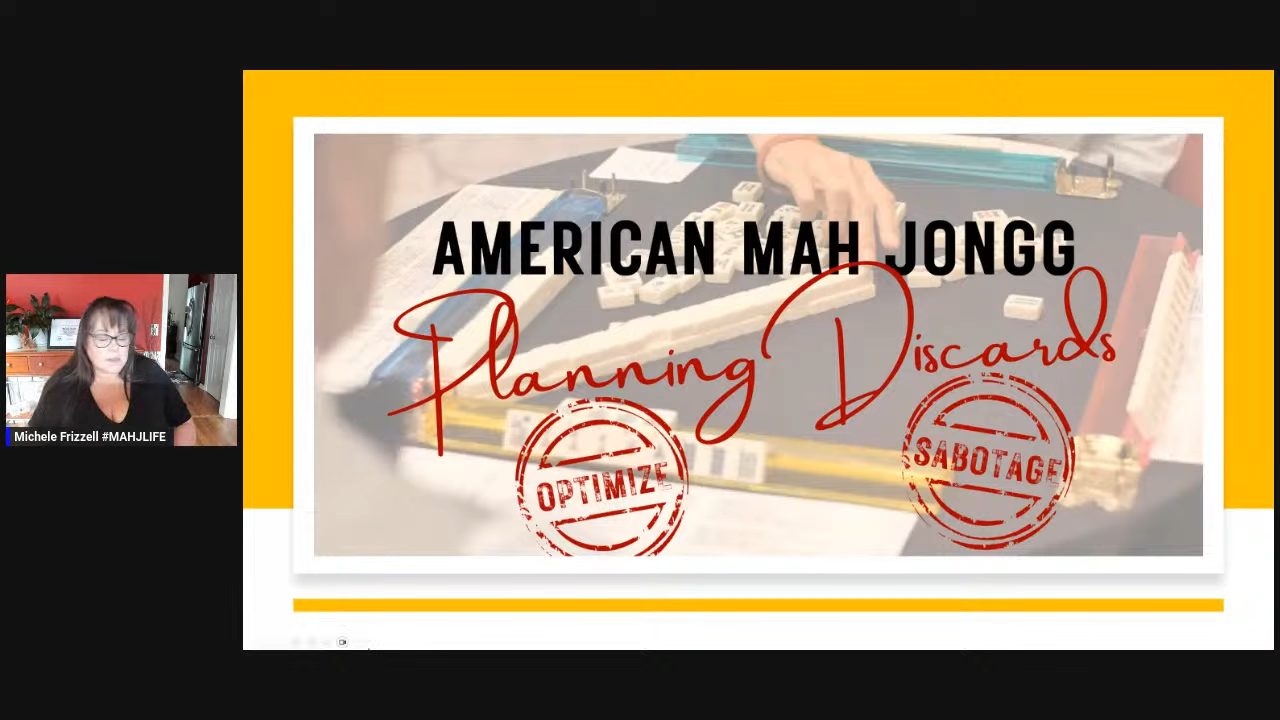 AMERICAN MAH JONGG
Planning Discards
OPTIMIZE
SABOTAGE
Michele Frizzell #MAHJLIFE